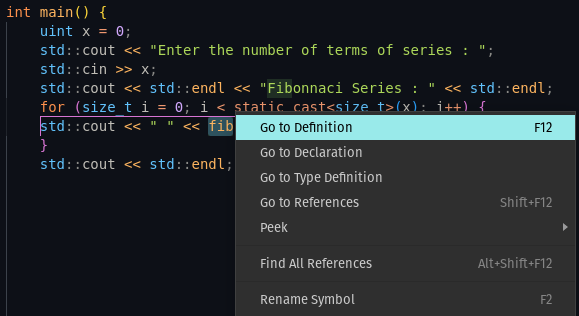 int main() {
uint x = 0;
std::cout << "Enter the number of terms of series : ";
std::cin >> x;
std::cout << std::endl << "Fibonnaci Series : " << std::endl;
for (size_t i = 0; i < static_cast<size_t>(x); i++) {
std::cout << " " << fib
}
std::cout << std::endl;
Go to Definition F12
Go to Declaration
Go to Type Definition
Go to References Shift+F12
Peek
Find All References Alt+Shift+F12
Rename Symbol F2